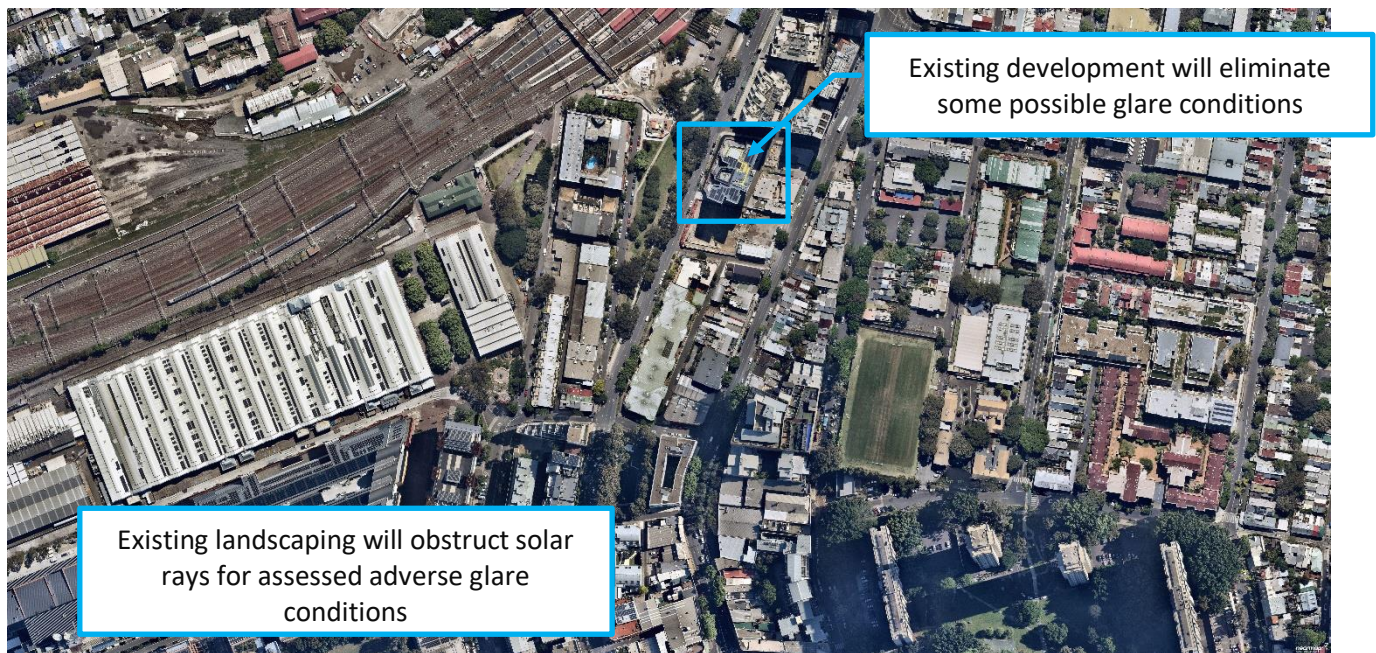 Existing development will eliminate
some possible glare conditions
Existing landscaping will obstruct solar
rays for assessed adverse glare
conditions
nearmap